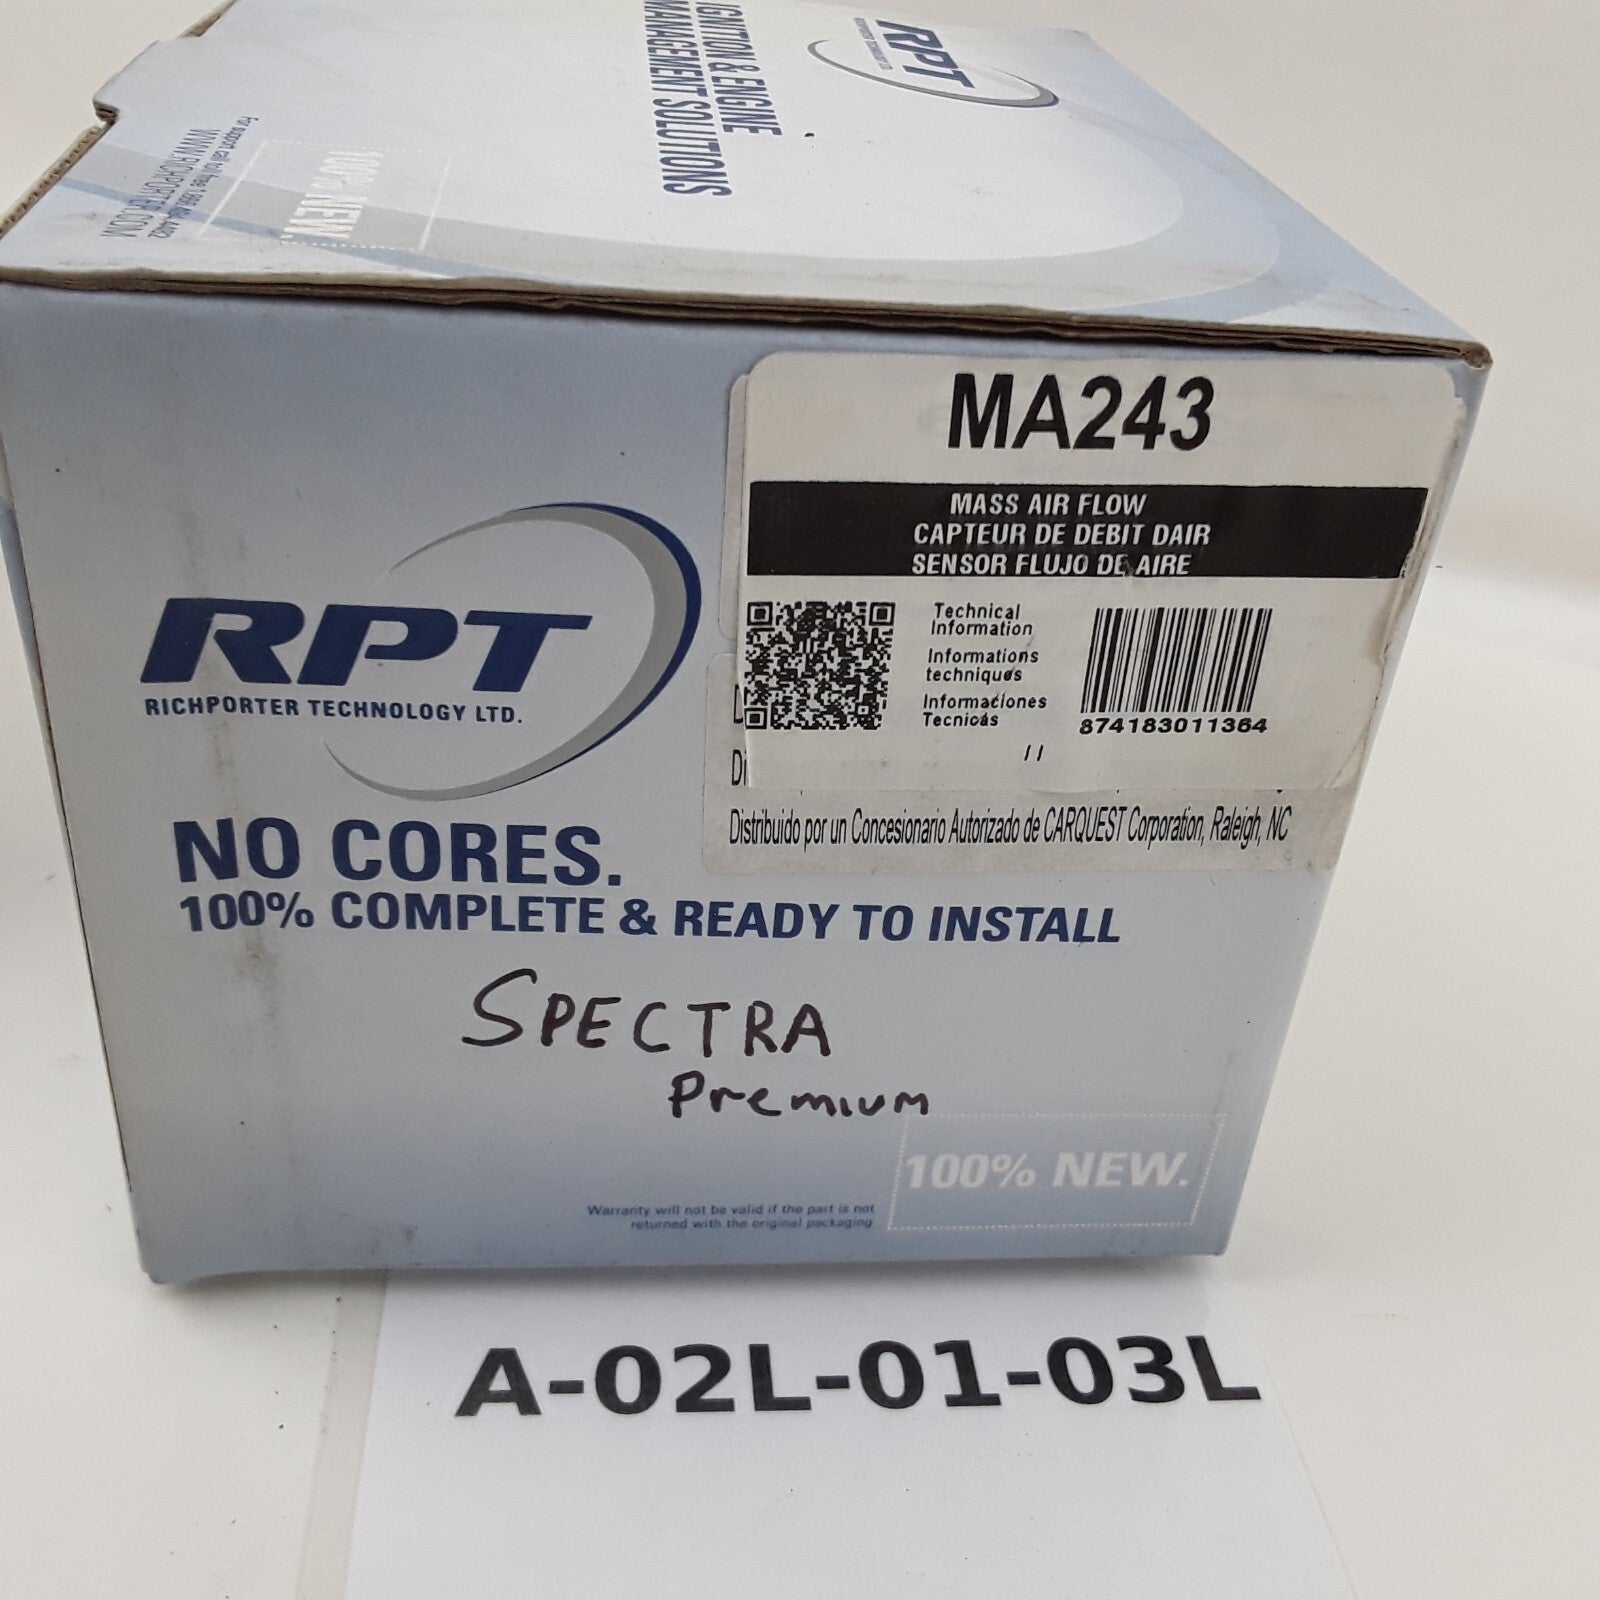 IGNITION & ENGINE
MANAGEMENT SOLUTIONS
RPT
100% NEW.
WWW.RICHPORTER.COM
MA243
MASS AIR FLOW
CAPTEUR DE DEBIT DAIR
SENSOR FLUJO DE AIRE
Technical
Information
Informations
techniques
Informaciones
Tecnicas
874183011364
Distribuido por un Concesionario Autorizado de CARQUEST Corporation, Raleigh, NC
RPT
RICHPORTER TECHNOLOGY LTD.
NO CORES.
100% COMPLETE & READY TO INSTALL
SPECTRA
Premium
100% NEW.
Warranty will not be valid if the part is not
returned with the original packaging
A-02L-01-03L